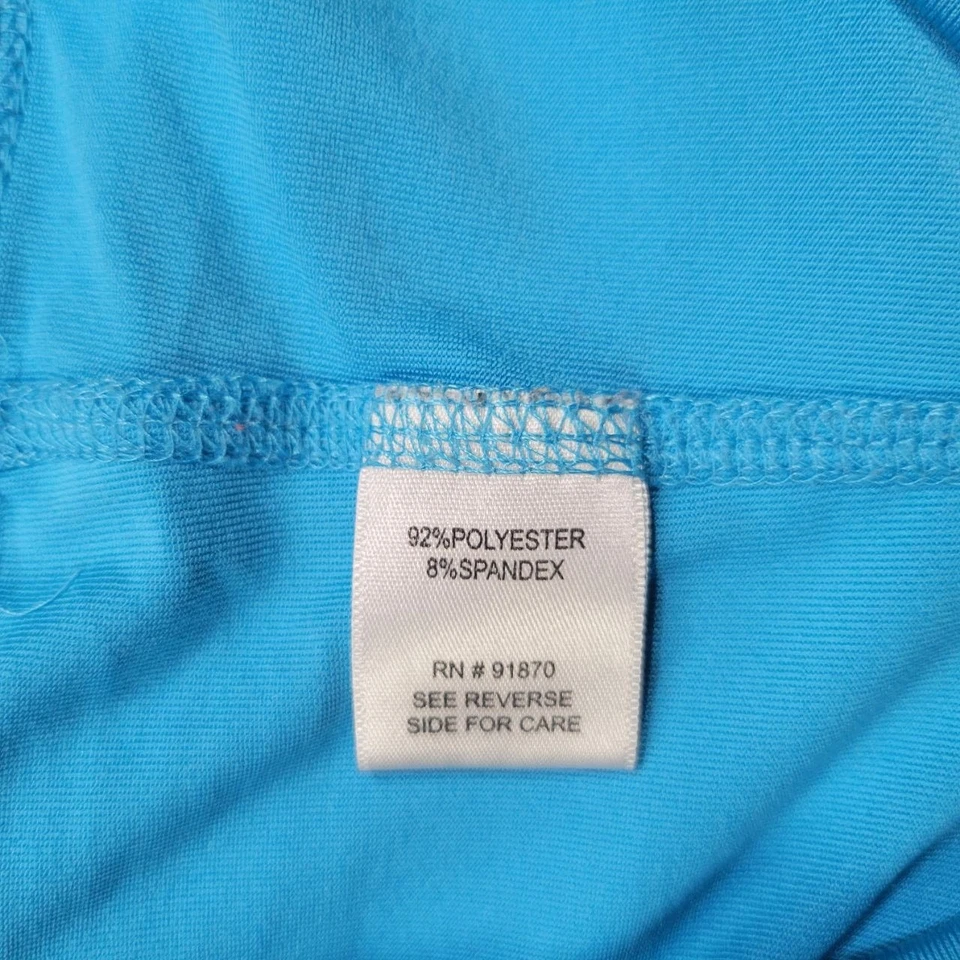 92%POLYESTER
8%SPANDEX
RN # 91870
SEE REVERSE
SIDE FOR CARE